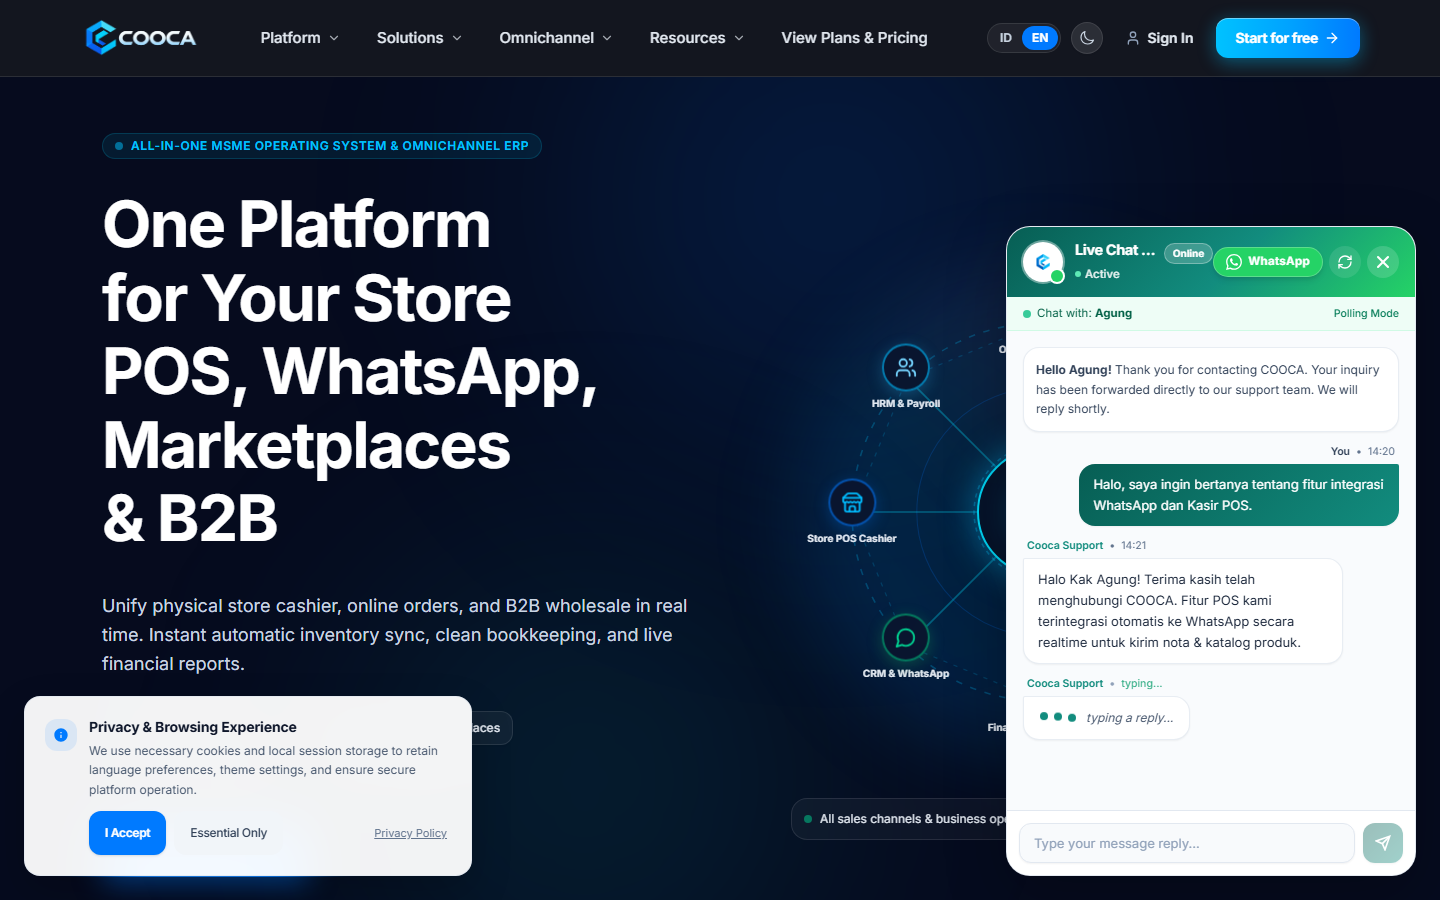 COOCA
Platform
Solutions
Omnichannel
Resources
View Plans & Pricing
ID
EN
Sign In
Start for free
ALL-IN-ONE MSME OPERATING SYSTEM & OMNICHANNEL ERP
One Platform
for Your Store
POS, WhatsApp,
Marketplaces
& B2B
Unify physical store cashier, online orders, and B2B wholesale in real
time. Instant automatic inventory sync, clean bookkeeping, and live
financial reports.
HRM & Payroll
Store POS Cashier
CRM & WhatsApp
All sales channels & business
Live Chat ...
Online
Active
WhatsApp
Chat with: Agung
Polling Mode
Hello Agung! Thank you for contacting COOCA. Your inquiry
has been forwarded directly to our support team. We will
reply shortly.
You • 14:20
Halo, saya ingin bertanya tentang fitur integrasi
WhatsApp dan Kasir POS.
Cooca Support • 14:21
Halo Kak Agung! Terima kasih telah
menghubungi COOCA. Fitur POS kami
terintegrasi otomatis ke WhatsApp secara
realtime untuk kirim nota & katalog produk.
Cooca Support • typing...
typing a reply...
Type your message reply...
Privacy & Browsing Experience
We use necessary cookies and local session storage to retain
language preferences, theme settings, and ensure secure
platform operation.
I Accept
Essential Only
Privacy Policy